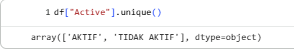 1 df["Active"].unique()
array(['AKTIF', 'TIDAK AKTIF'], dtype=object)